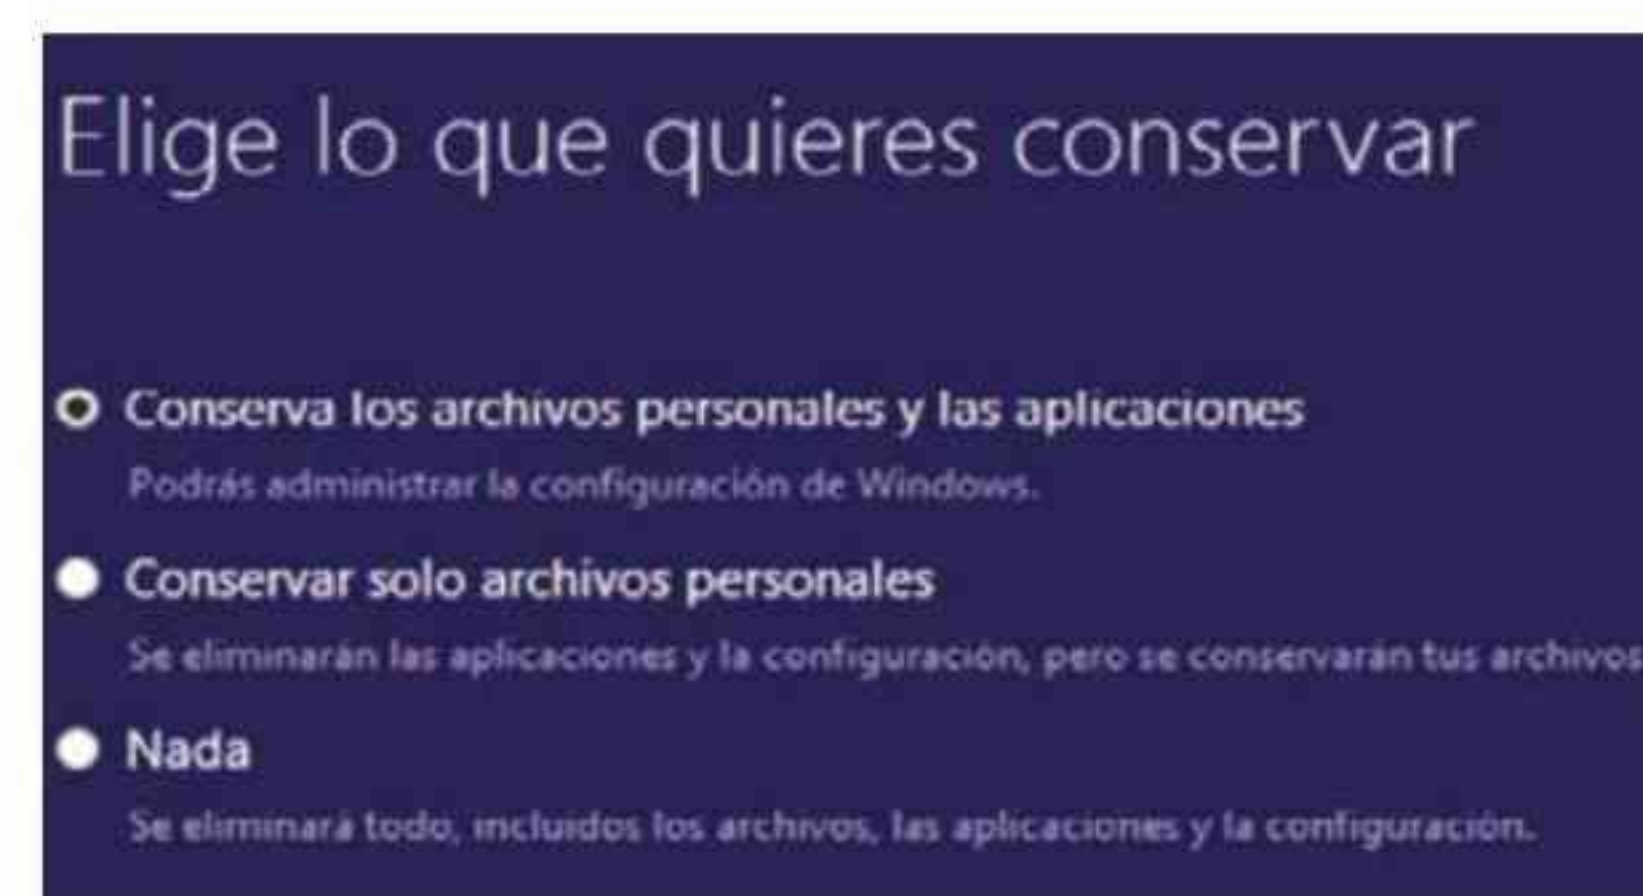 Elige lo que quieres conservar
Conserva los archivos personales y las aplicaciones
Podrás administrar la configuración de Windows.
Conservar solo archivos personales
Se eliminarán las aplicaciones y la configuración, pero se conservarán tus archivos
Nada
Se eliminará todo, incluidos los archivos, las aplicaciones y la configuración.